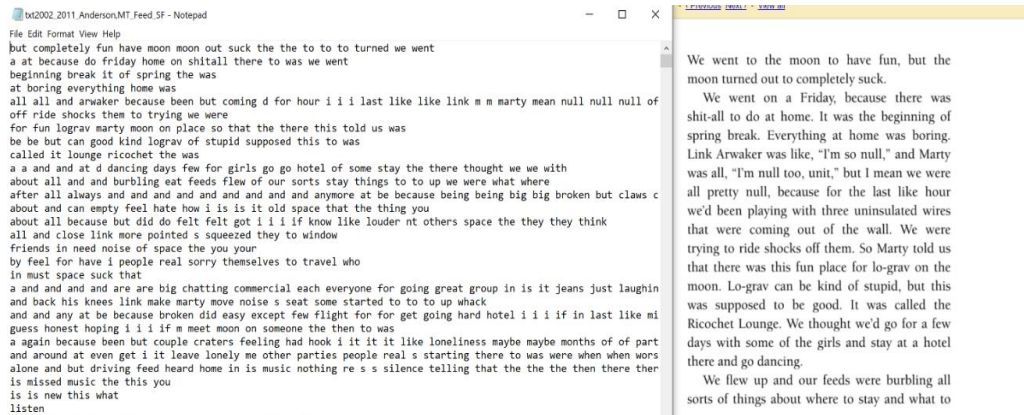 txt2002_2011_Anderson,MT_Feed_SF - Notepad
File Edit Format View Help
but completely fun have moon moon out suck the the to to to turned we went
a at because do friday home on shitall there to was we went
beginning break it of spring the was
at boring everything home was
all all and arwaker because been but coming d for hour i i i last like like link m m marty mean null null null of
off ride shocks them to trying we were
for fun lograv marty moon on place so that the there this told us was
be be but can good kind lograv of stupid supposed this to was
called it lounge ricochet the was
a a and and at d dancing days few for girls go go hotel of some stay the there thought we we with
about all and and burbling eat feeds flew of our sorts stay things to to up we were what where
after all always and and and and and and and and and anymore at be because being being big big broken but claws c
about and can empty feel hate how i is is it old space that the thing you
about all because but did do felt felt got i i i if know like louder nt others space the they they think
all and close link more pointed s squeezed they to window
friends in need noise of space the you your
by feel for have i people real sorry themselves to travel who
in must space suck that
a and and and and are are big chatting commercial each everyone for going great group in is it jeans just laughin
and back his knees link make marty move noise s seat some started to to to up whack
and and any at be because broken did easy except few flight for for get going hard hotel i i i if in last like mi
guess honest hoping i i i if m meet moon on someone the then to was
a again because been but couple craters feeling had hook i it it it like loneliness maybe maybe months of of part
and around at even get i it leave lonely me other parties people real s starting there to was were when when wors
alone and but driving feed heard home in is music nothing re s s silence telling that the the the then there ther
is missed music the this you
is is new this what
listen
Previous Next View all
We went to the moon to have fun, but the
moon turned out to completely suck.
We went on a Friday, because there was
shit-all to do at home. It was the beginning of
spring break. Everything at home was boring.
Link Arwaker was like, “I’m so null,” and Marty
was all, “I’m null too, unit,” but I mean we were
all pretty null, because for the last like hour
we’d been playing with three uninsulated wires
that were coming out of the wall. We were
trying to ride shocks off them. So Marty told us
that there was this fun place for lo-grav on the
moon. Lo-grav can be kind of stupid, but this
was supposed to be good. It was called the
Ricochet Lounge. We thought we’d go for a few
days with some of the girls and stay at a hotel
there and go dancing.
We flew up and our feeds were burbling all
sorts of things about where to stay and what to